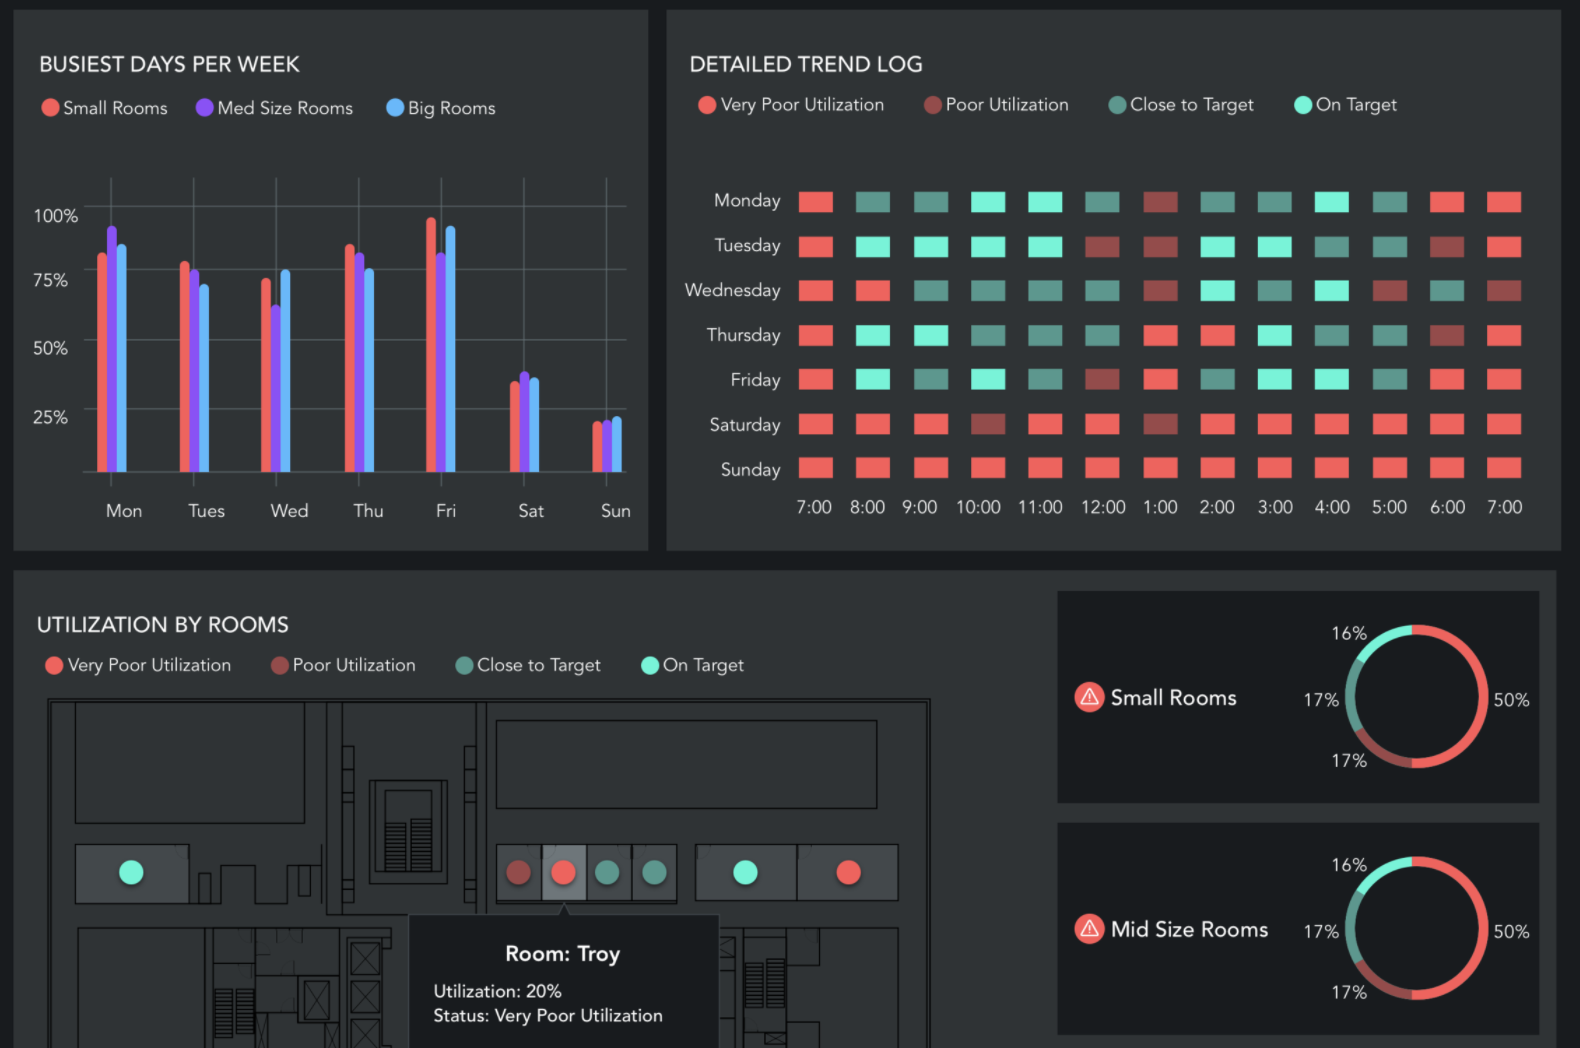 BUSIEST DAYS PER WEEK
Small Rooms Med Size Rooms Big Rooms
100%
75%
50%
25%
Mon Tues Wed Thu Fri Sat Sun
DETAILED TREND LOG
Very Poor Utilization Poor Utilization Close to Target On Target
Monday
Tuesday
Wednesday
Thursday
Friday
Saturday
Sunday
7:00 8:00 9:00 10:00 11:00 12:00 1:00 2:00 3:00 4:00 5:00 6:00 7:00
UTILIZATION BY ROOMS
Very Poor Utilization Poor Utilization Close to Target On Target
Room: Troy
Utilization: 20%
Status: Very Poor Utilization
16%
Small Rooms 17% 50%
17%
16%
Mid Size Rooms 17% 50%
17%